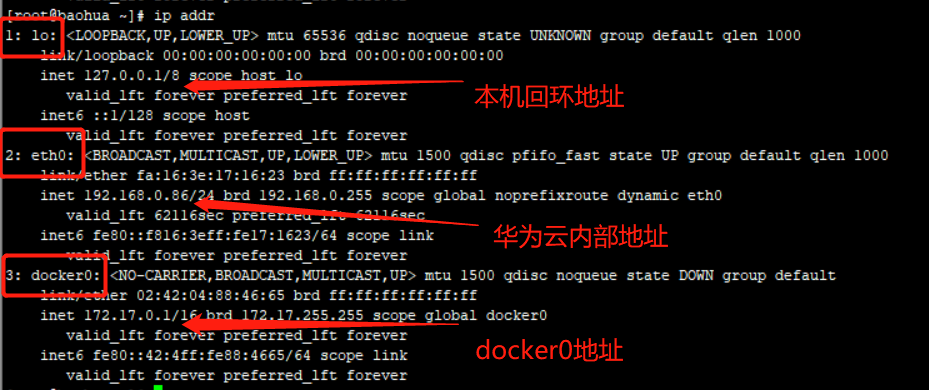 [root@baohua ~]# ip addr
1: lo: <LOOPBACK,UP,LOWER_UP> mtu 65536 qdisc noqueue state UNKNOWN group default qlen 1000
link/loopback 00:00:00:00:00:00 brd 00:00:00:00:00:00
inet 127.0.0.1/8 scope host lo
valid_lft forever preferred_lft forever
本机回环地址
inet6 ::1/128 scope host
valid_lft forever preferred_lft forever
2: eth0: <BROADCAST,MULTICAST,UP,LOWER_UP> mtu 1500 qdisc pfifo_fast state UP group default qlen 1000
link/ether fa:16:3e:17:16:23 brd ff:ff:ff:ff:ff:ff
inet 192.168.0.86/24 brd 192.168.0.255 scope global noprefixroute dynamic eth0
valid_lft 62116sec preferred_lft 62116sec
inet6 fe80::f816:3eff:fe17:1623/64 scope link
华为云内部地址
valid_lft forever preferred_lft forever
3: docker0: <NO-CARRIER,BROADCAST,MULTICAST,UP> mtu 1500 qdisc noqueue state DOWN group default
link/ether 02:42:04:88:46:65 brd ff:ff:ff:ff:ff:ff
inet 172.17.0.1/16 brd 172.17.255.255 scope global docker0
valid_lft forever preferred_lft forever
docker0地址
inet6 fe80::42:4ff:fe88:4665/64 scope link
valid_lft forever preferred_lft forever